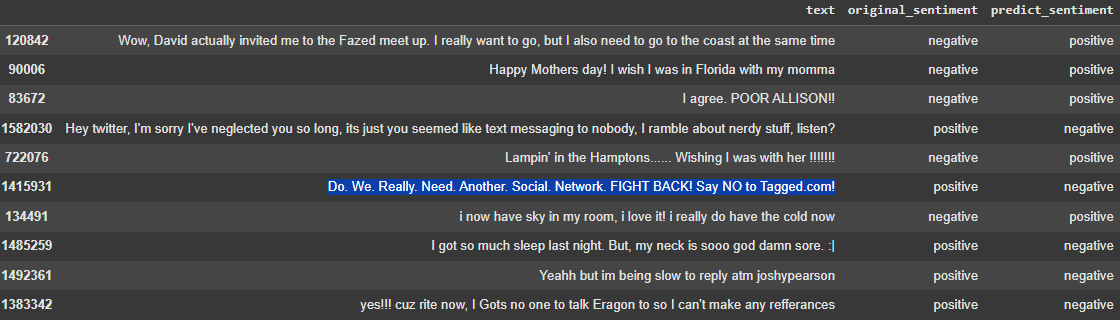 text original_sentiment predict_sentiment
120842 Wow, David actually invited me to the Fazed meet up. I really want to go, but I also need to go to the coast at the same time negative positive
90006 Happy Mothers day! I wish I was in Florida with my momma negative positive
83672 I agree. POOR ALLISON!! negative positive
1582030 Hey twitter, I'm sorry I've neglected you so long, its just you seemed like text messaging to nobody, I ramble about nerdy stuff, listen? positive negative
722076 Lampin' in the Hamptons...... Wishing I was with her !!!!!!! negative positive
1415931 Do. We. Really. Need. Another. Social. Network. FIGHT BACK! Say NO to Tagged.com! positive negative
134491 i now have sky in my room, i love it! i really do have the cold now negative positive
1485259 I got so much sleep last night. But, my neck is sooo god damn sore. :| positive negative
1492361 Yeahh but im being slow to reply atm joshypearson positive negative
1383342 yes!!! cuz rite now, I Gots no one to talk Eragon to so I can't make any refferances positive negative